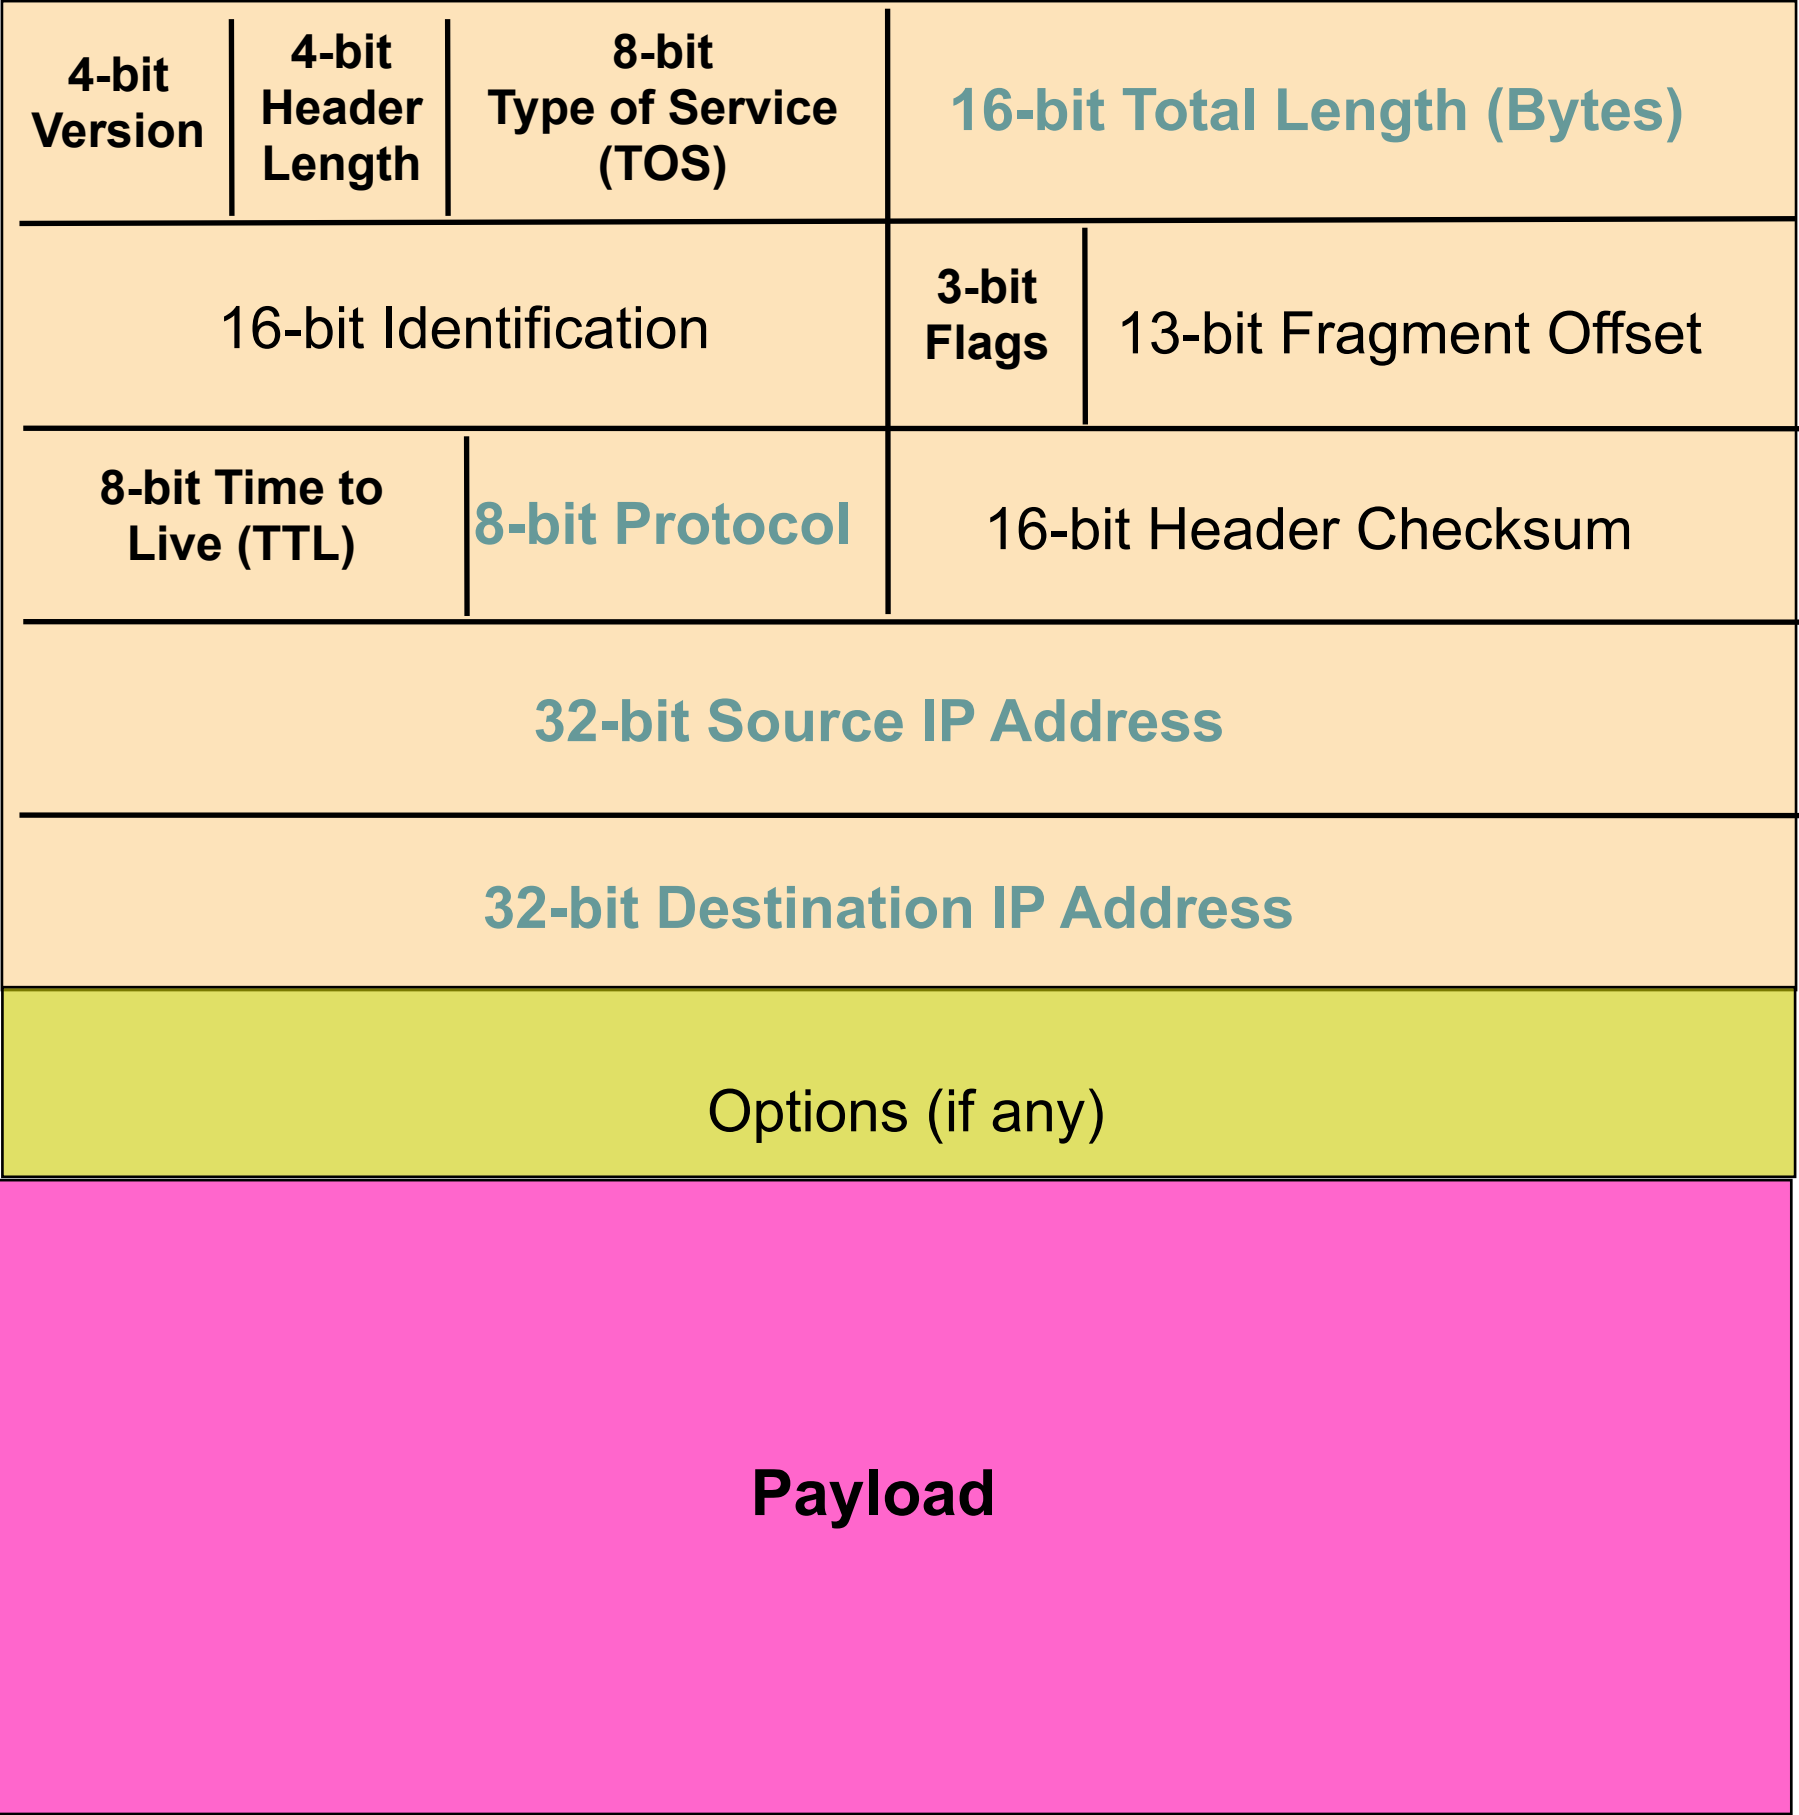 4-bit
Version
4-bit
Header
Length
8-bit
Type of Service
(TOS)
16-bit Total Length (Bytes)
16-bit Identification
3-bit
Flags
13-bit Fragment Offset
8-bit Time to
Live (TTL)
8-bit Protocol
16-bit Header Checksum
32-bit Source IP Address
32-bit Destination IP Address
Options (if any)
Payload